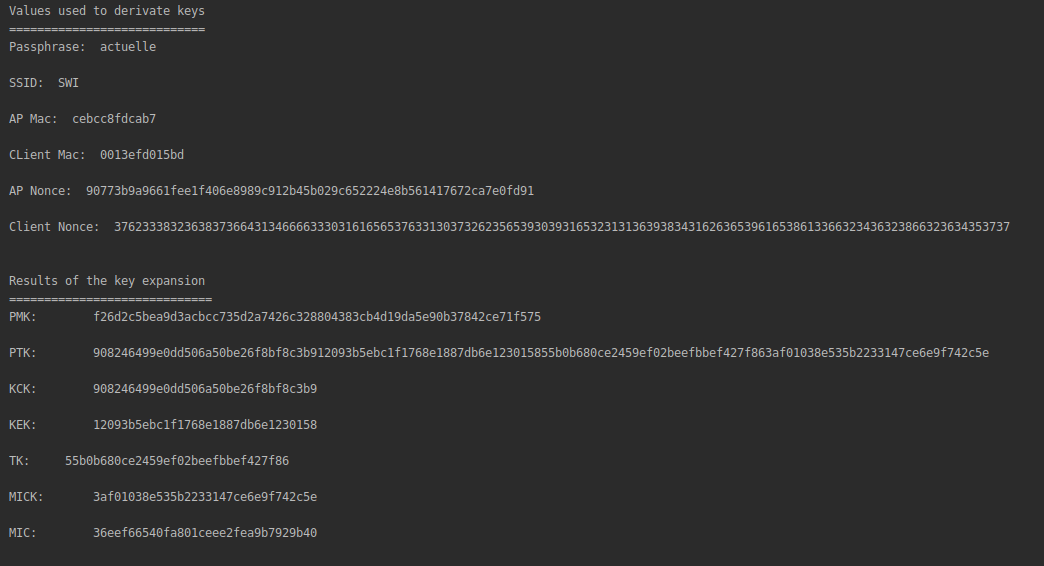 Values used to derivate keys
============================
Passphrase:  actuelle
SSID:  SWI
AP Mac:  cebcc8fdcab7
CLient Mac:  0013efd015bd
AP Nonce:  90773b9a9661fee1f406e8989c912b45b029c652224e8b561417672ca7e0fd91
Client Nonce:  37623338323638373664313466663330316165653763313037326235653930393165323131363938343162636539616538613366323436323866323634353737
Results of the key expansion
=============================
PMK:        f26d2c5bea9d3acbcc735d2a7426c328804383cb4d19da5e90b37842ce71f575
PTK:        908246499e0dd506a50be26f8bf8c3b912093b5ebc1f1768e1887db6e123015855b0b680ce2459ef02beefbbef427f863af01038e535b2233147ce6e9f742c5e
KCK:        908246499e0dd506a50be26f8bf8c3b9
KEK:        12093b5ebc1f1768e1887db6e1230158
TK:     55b0b680ce2459ef02beefbbef427f86
MICK:       3af01038e535b2233147ce6e9f742c5e
MIC:        36eef66540fa801ceee2fea9b7929b40